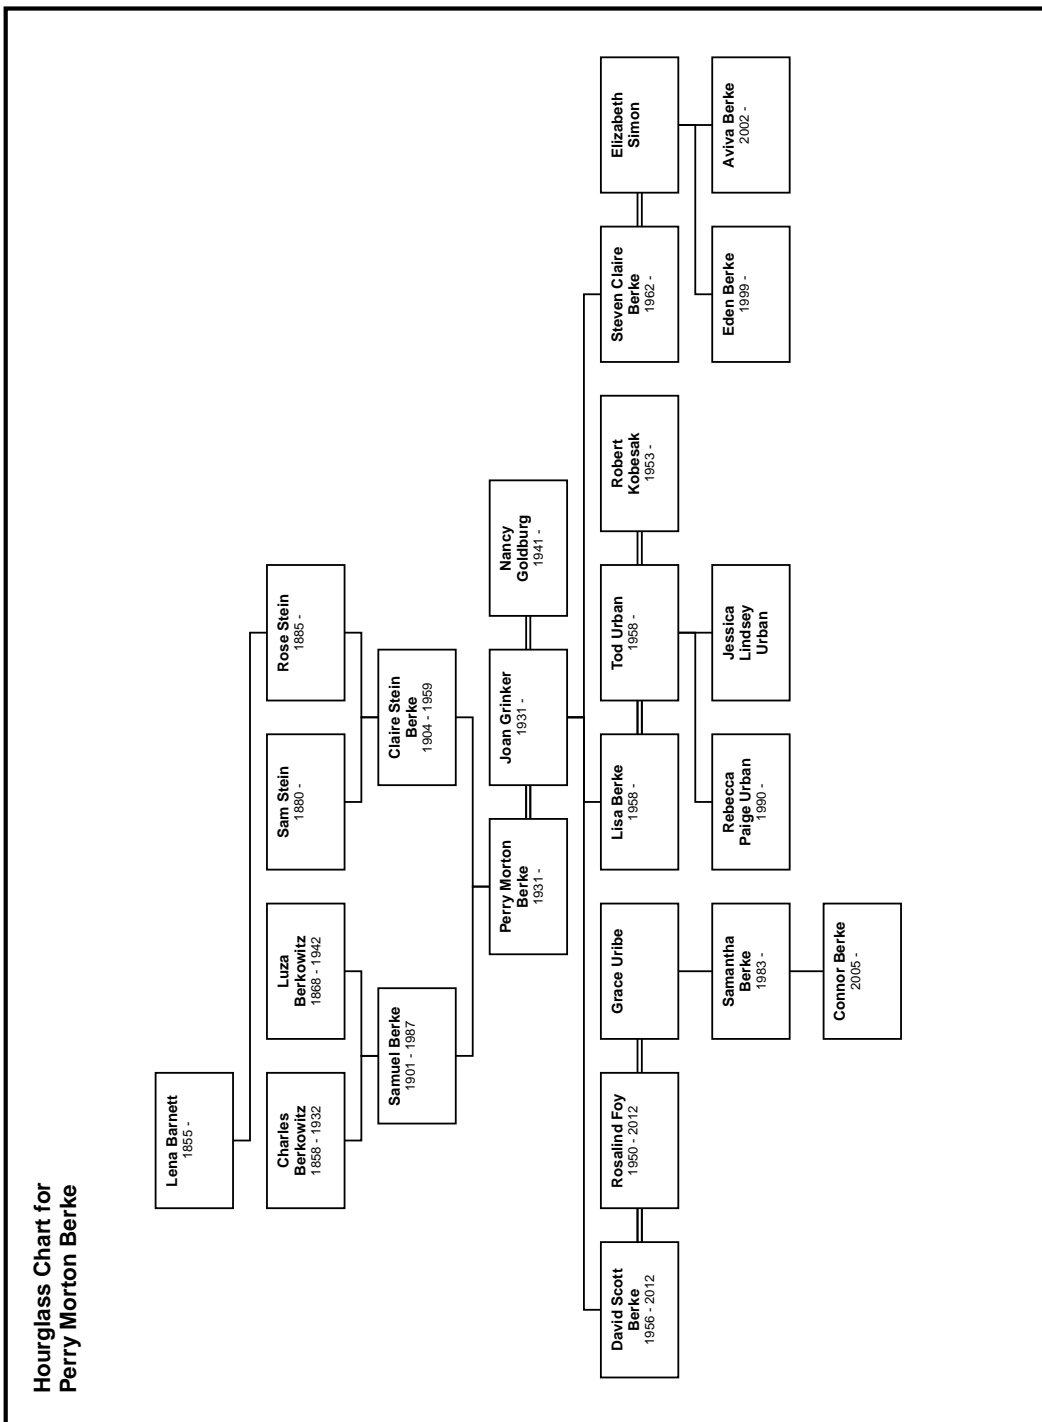 Hourglass Chart for
Perry Morton Berke
Lena Barnett
1855 -
Charles
Berkowitz
1858 - 1932
Luza
Berkowitz
1868 - 1942
Sam Stein
1880 -
Rose Stein
1885 -
Samuel Berke
1901 - 1987
Claire Stein
Berke
1904 - 1959
Perry Morton
Berke
1931 -
Joan Grinker
1931 -
Nancy
Goldburg
1941 -
David Scott
Berke
1956 - 2012
Rosalind Foy
1950 - 2012
Grace Uribe
Lisa Berke
1958 -
Tod Urban
1958 -
Robert
Kobesak
1953 -
Steven Claire
Berke
1962 -
Elizabeth
Simon
Samantha
Berke
1983 -
Rebecca
Paige Urban
1990 -
Jessica
Lindsey
Urban
Eden Berke
1999 -
Aviva Berke
2002 -
Connor Berke
2005 -